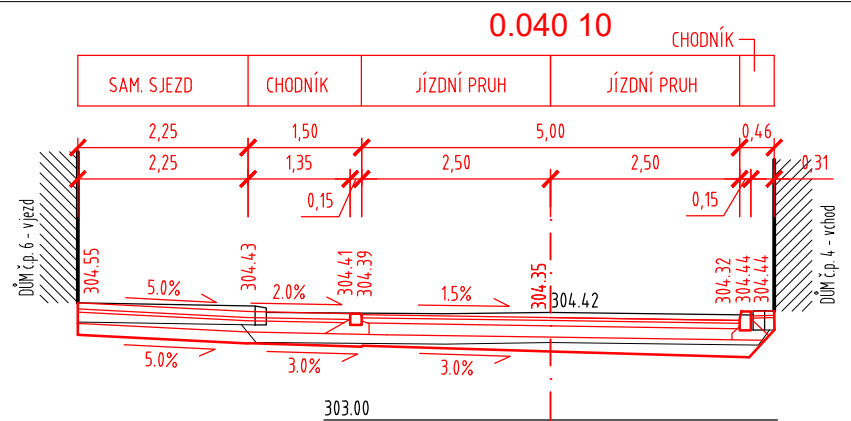 0.040 10
CHODNÍK
SAM. SJEZD CHODNÍK JÍZDNÍ PRUH JÍZDNÍ PRUH
2,25 1,50 5,00 0,46
2,25 1,35 2,50 2,50 0,31
0,15 0,15
DŮM č.p. 6 - vjezd
304.55
304.43
304.41
304.39
304.35
304.42
304.32
304.44
304.44
DŮM č.p. 4 - vchod
5.0% 2.0% 1.5%
5.0% 3.0% 3.0%
303.00